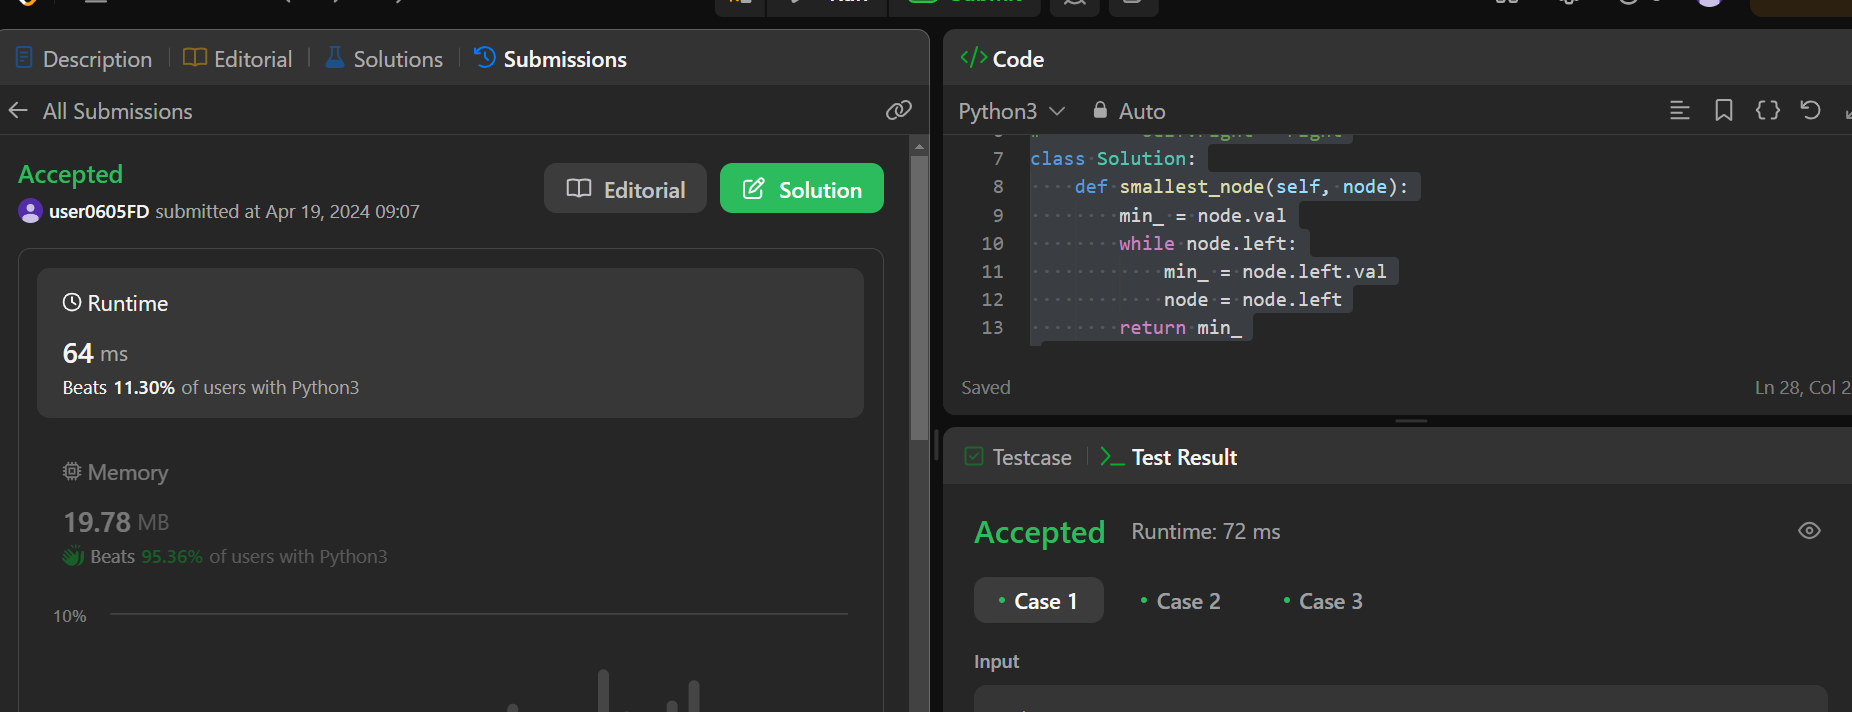 Description
Editorial
Solutions
Submissions
All Submissions
Accepted
user0605FD submitted at Apr 19, 2024 09:07
Editorial
Solution
Runtime
64 ms
Beats 11.30% of users with Python3
Memory
19.78 MB
Beats 95.36% of users with Python3
10%
Code
Python3
Auto
7 class Solution:
8 def smallest_node(self, node):
9 min_ = node.val
10 while node.left:
11 min_ = node.left.val
12 node = node.left
13 return min_
Saved
Ln 28, Col 2
Testcase
Test Result
Accepted
Runtime: 72 ms
Case 1
Case 2
Case 3
Input